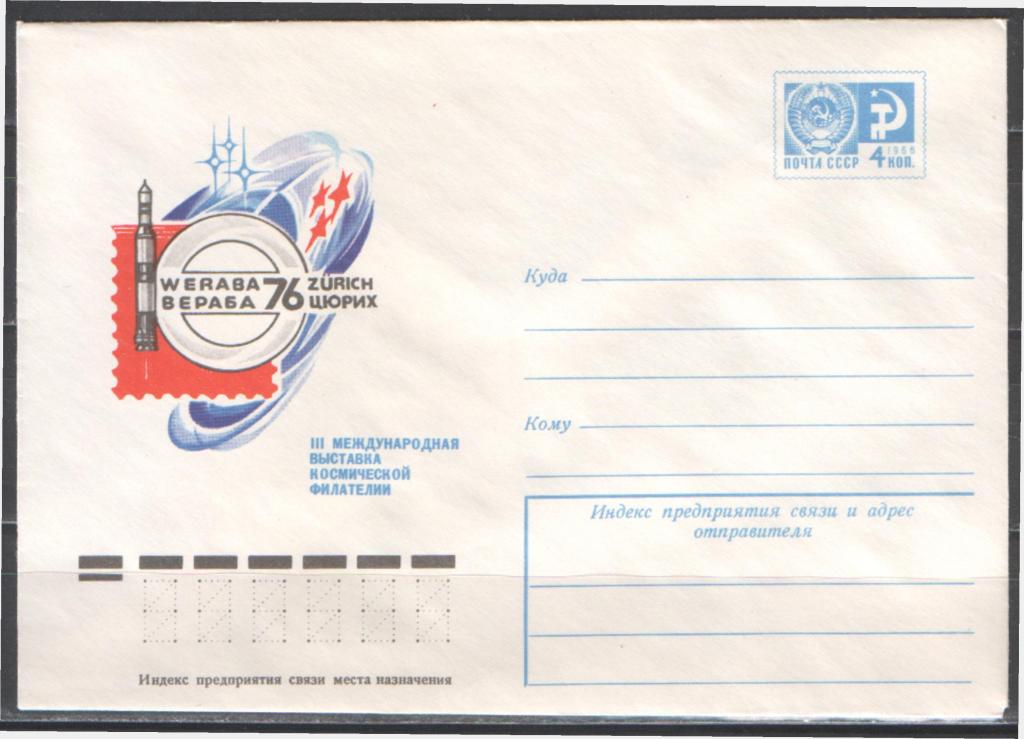 ПОЧТА СССР 4 КОП.
1966
WERABA 76 ZÜRICH
ВЕРАБА ЦЮРИХ
III МЕЖДУНАРОДНАЯ
ВЫСТАВКА
КОСМИЧЕСКОЙ
ФИЛАТЕЛИИ
Куда
Кому
Индекс предприятия связи и адрес
отправителя
Индекс предприятия связи места назначения